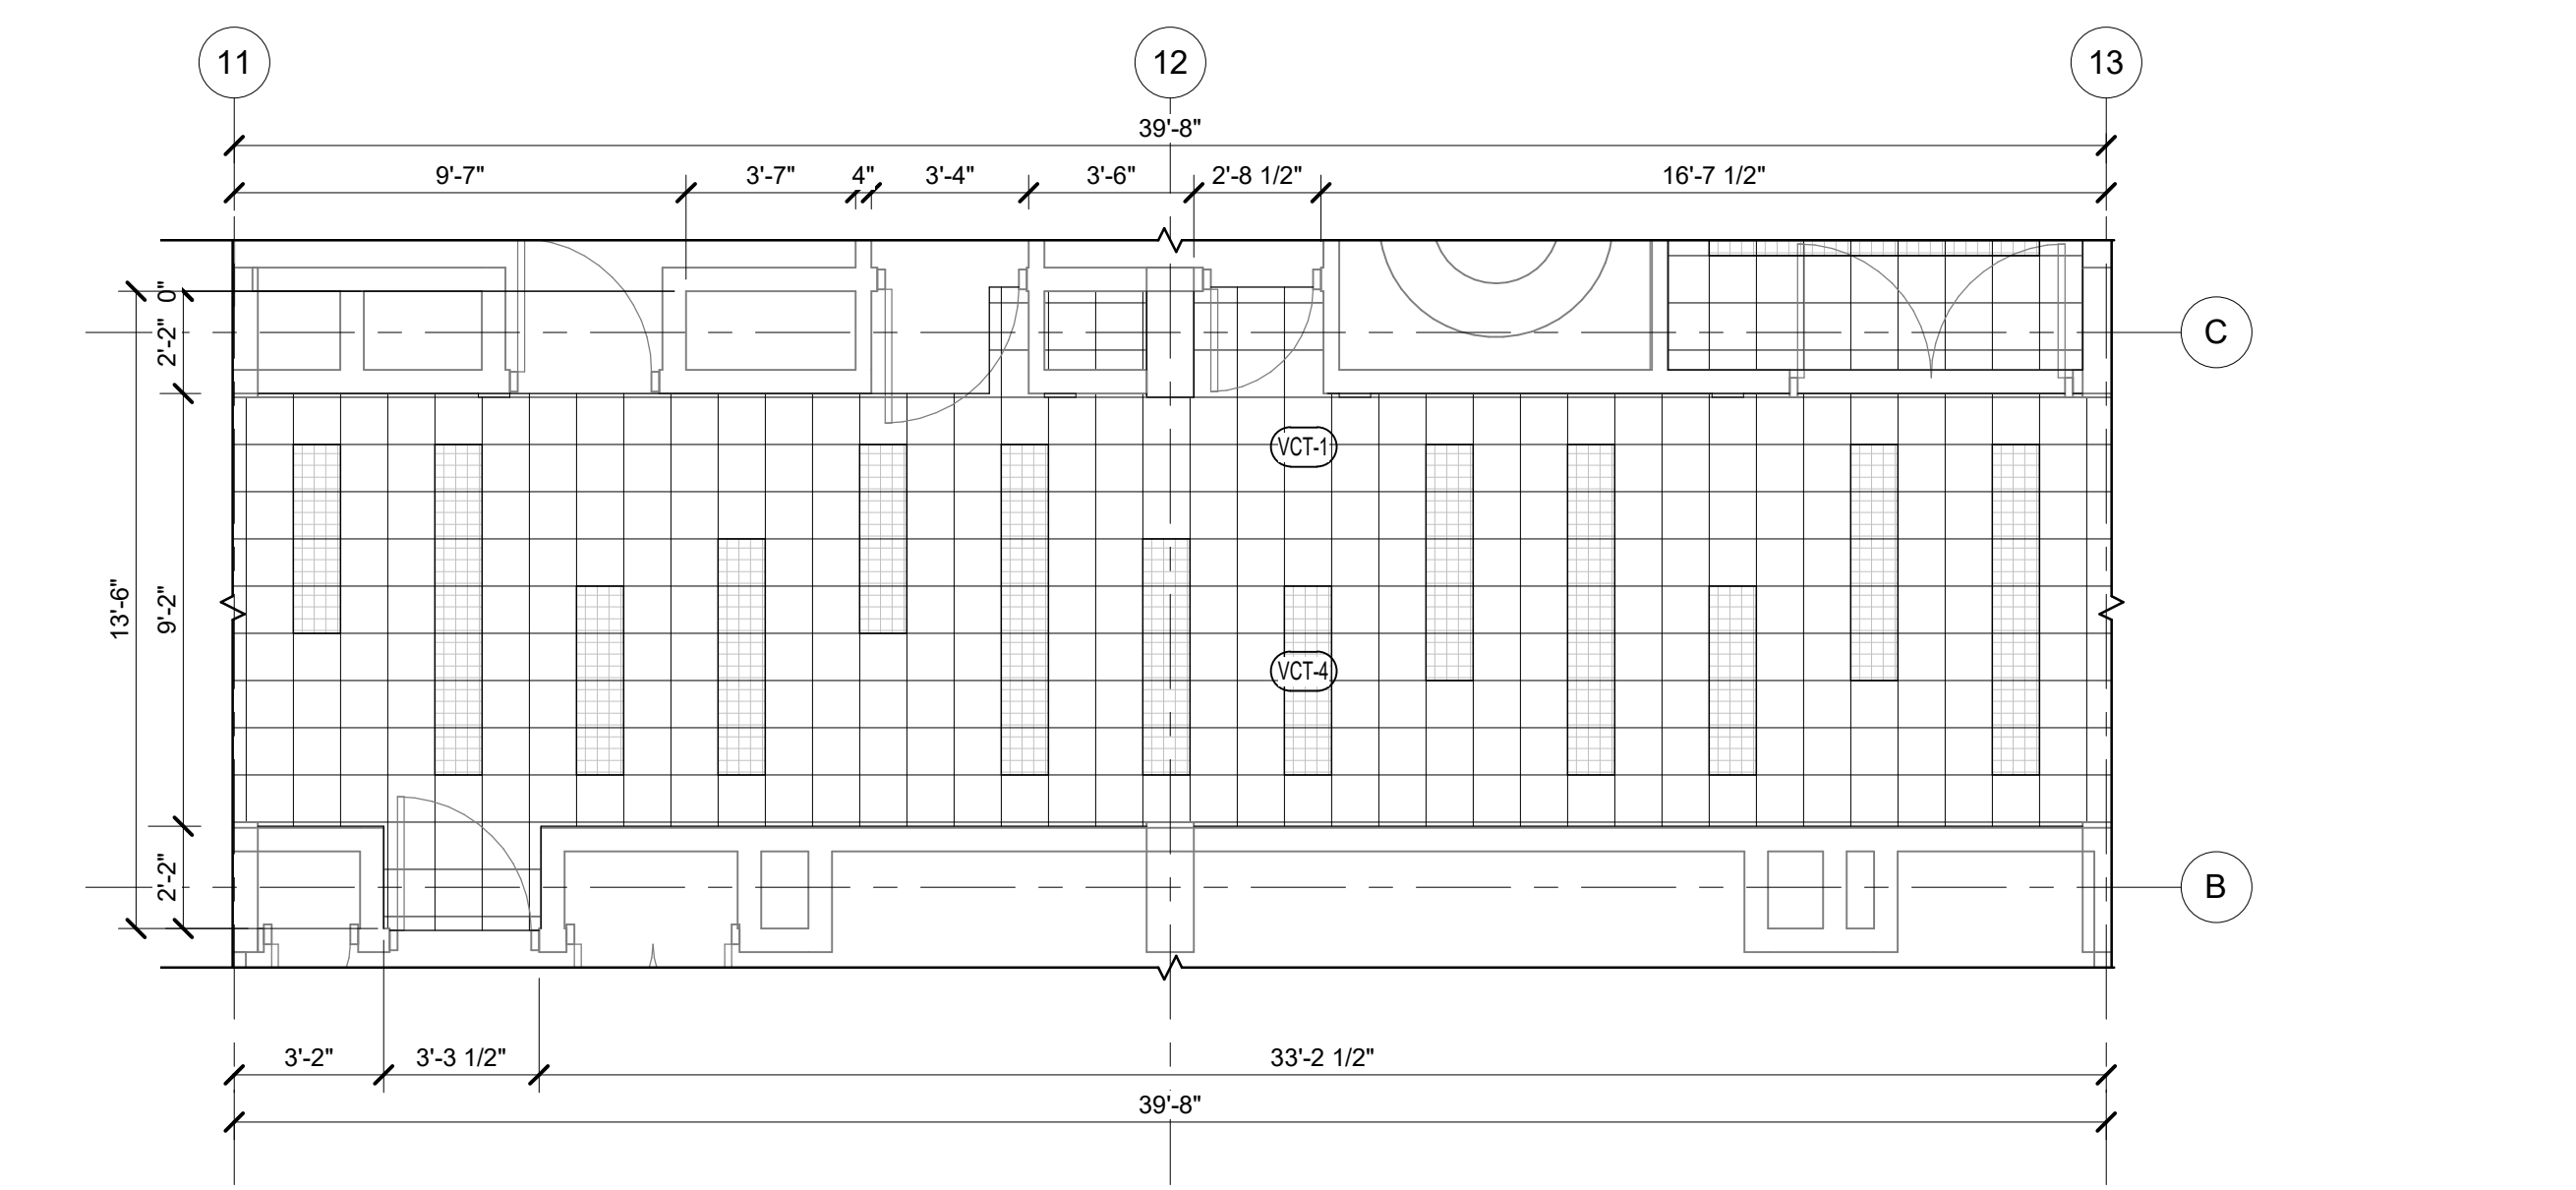 11 12 13
39'-8"
9'-7" 3'-7" 4" 3'-4" 3'-6" 2'-8 1/2" 16'-7 1/2"
0"
2'-2"
C
VCT-1
13'-6"
9'-2"
VCT-4
2'-2"
B
3'-2" 3'-3 1/2" 33'-2 1/2"
39'-8"